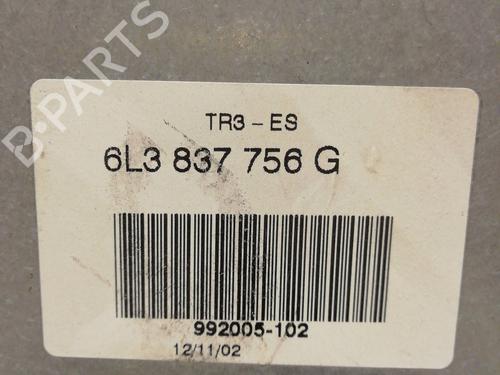 B-PARTS
TR3-ES
6L3 837 756 G
992005-102
12/11/02